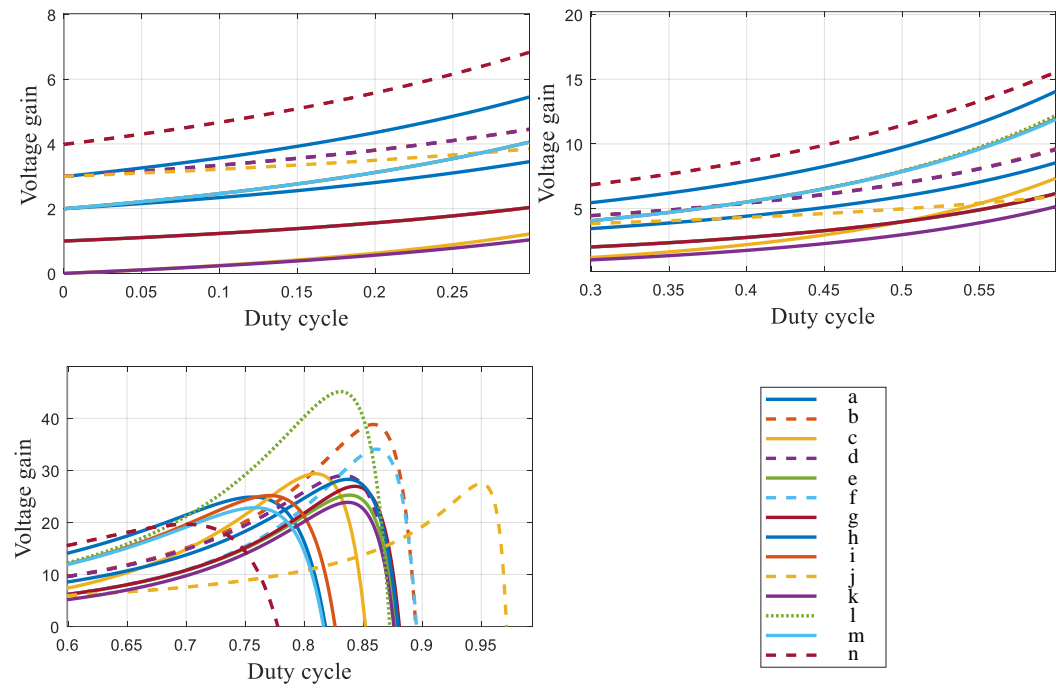 8
6
4
2
0
Voltage gain
0
0.05
0.1
0.15
0.2
0.25
Duty cycle
20
15
10
5
Voltage gain
0.3
0.35
0.4
0.45
0.5
0.55
Duty cycle
40
30
20
10
0
Voltage gain
0.6
0.65
0.7
0.75
0.8
0.85
0.9
0.95
Duty cycle
a
b
c
d
e
f
g
h
i
j
k
l
m
n